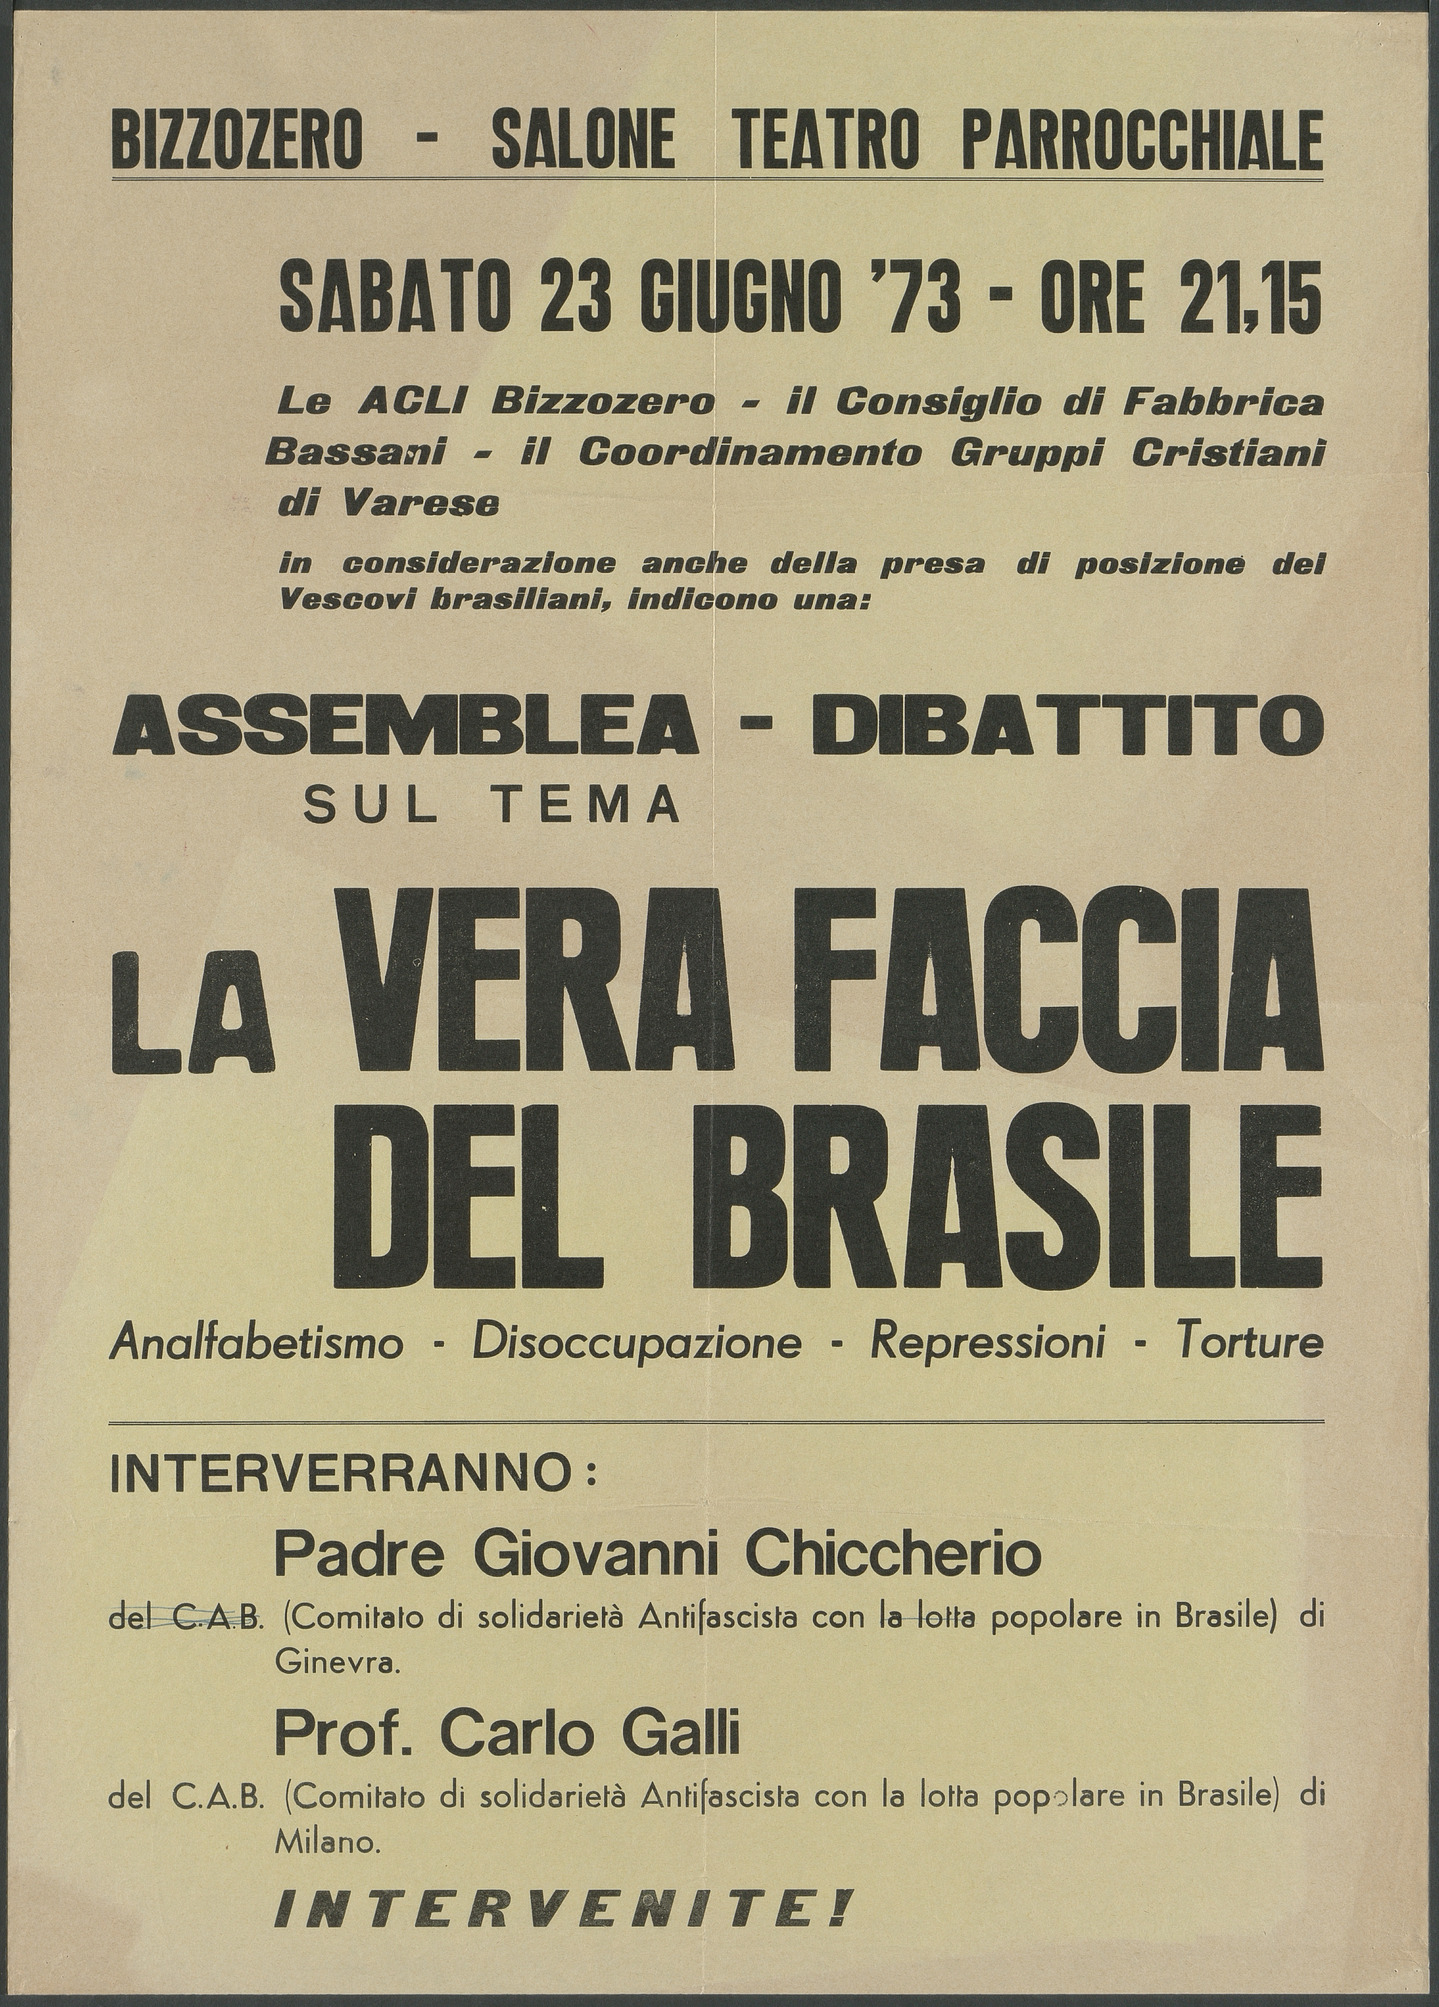 BIZZOZERO - SALONE TEATRO PARROCCHIALE
SABATO 23 GIUGNO '73 - ORE 21,15
Le ACLI Bizzozero - il Consiglio di Fabbrica
Bassani - il Coordinamento Gruppi Cristiani
di Varese
in considerazione anche della presa di posizione dei
Vescovi brasiliani, indicono una:
ASSEMBLEA - DIBATTITO
SUL TEMA
LA VERA FACCIA
DEL BRASILE
Analfabetismo - Disoccupazione - Repressioni - Torture
INTERVERRANNO:
Padre Giovanni Chiccherio
del C.A.B. (Comitato di solidarietà Antifascista con la lotta popolare in Brasile) di
Ginevra.
Prof. Carlo Galli
del C.A.B. (Comitato di solidarietà Antifascista con la lotta popolare in Brasile) di
Milano.
INTERVENITE!